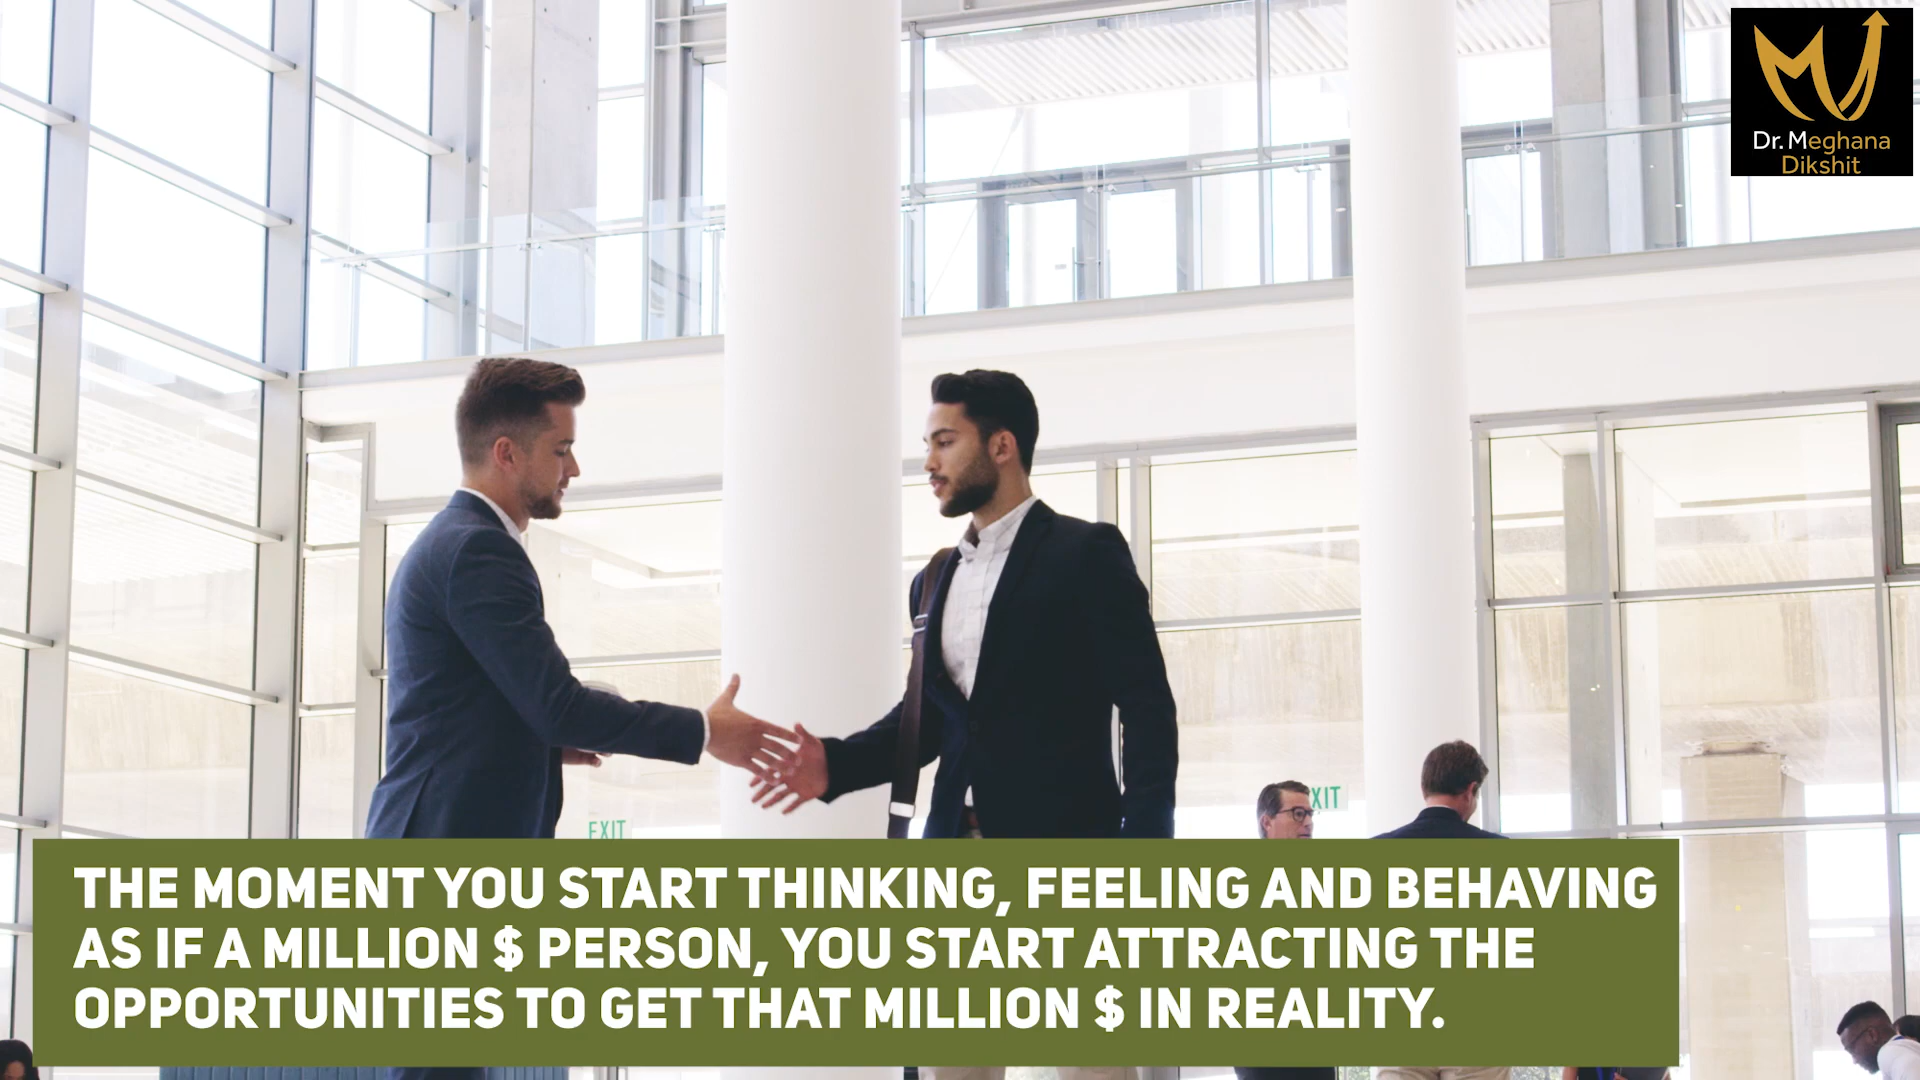 Dr. Meghana
Dikshit
EXIT
XIT
THE MOMENT YOU START THINKING, FEELING AND BEHAVING
AS IF A MILLION $ PERSON, YOU START ATTRACTING THE
OPPORTUNITIES TO GET THAT MILLION $ IN REALITY.